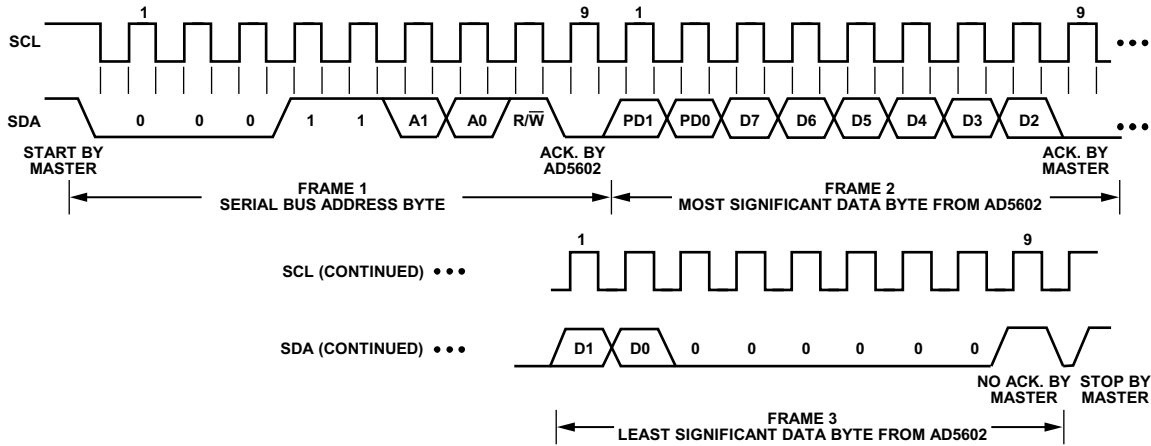 1 9 1 9
SCL
SDA 0 0 0 1 1 A1 A0 R/W̅ PD1 PD0 D7 D6 D5 D4 D3 D2
START BY MASTER
ACK. BY AD5602
ACK. BY MASTER
FRAME 1
SERIAL BUS ADDRESS BYTE
FRAME 2
MOST SIGNIFICANT DATA BYTE FROM AD5602
1 9
SCL (CONTINUED)
SDA (CONTINUED) D1 D0 0 0 0 0 0 0
NO ACK. BY MASTER
STOP BY MASTER
FRAME 3
LEAST SIGNIFICANT DATA BYTE FROM AD5602